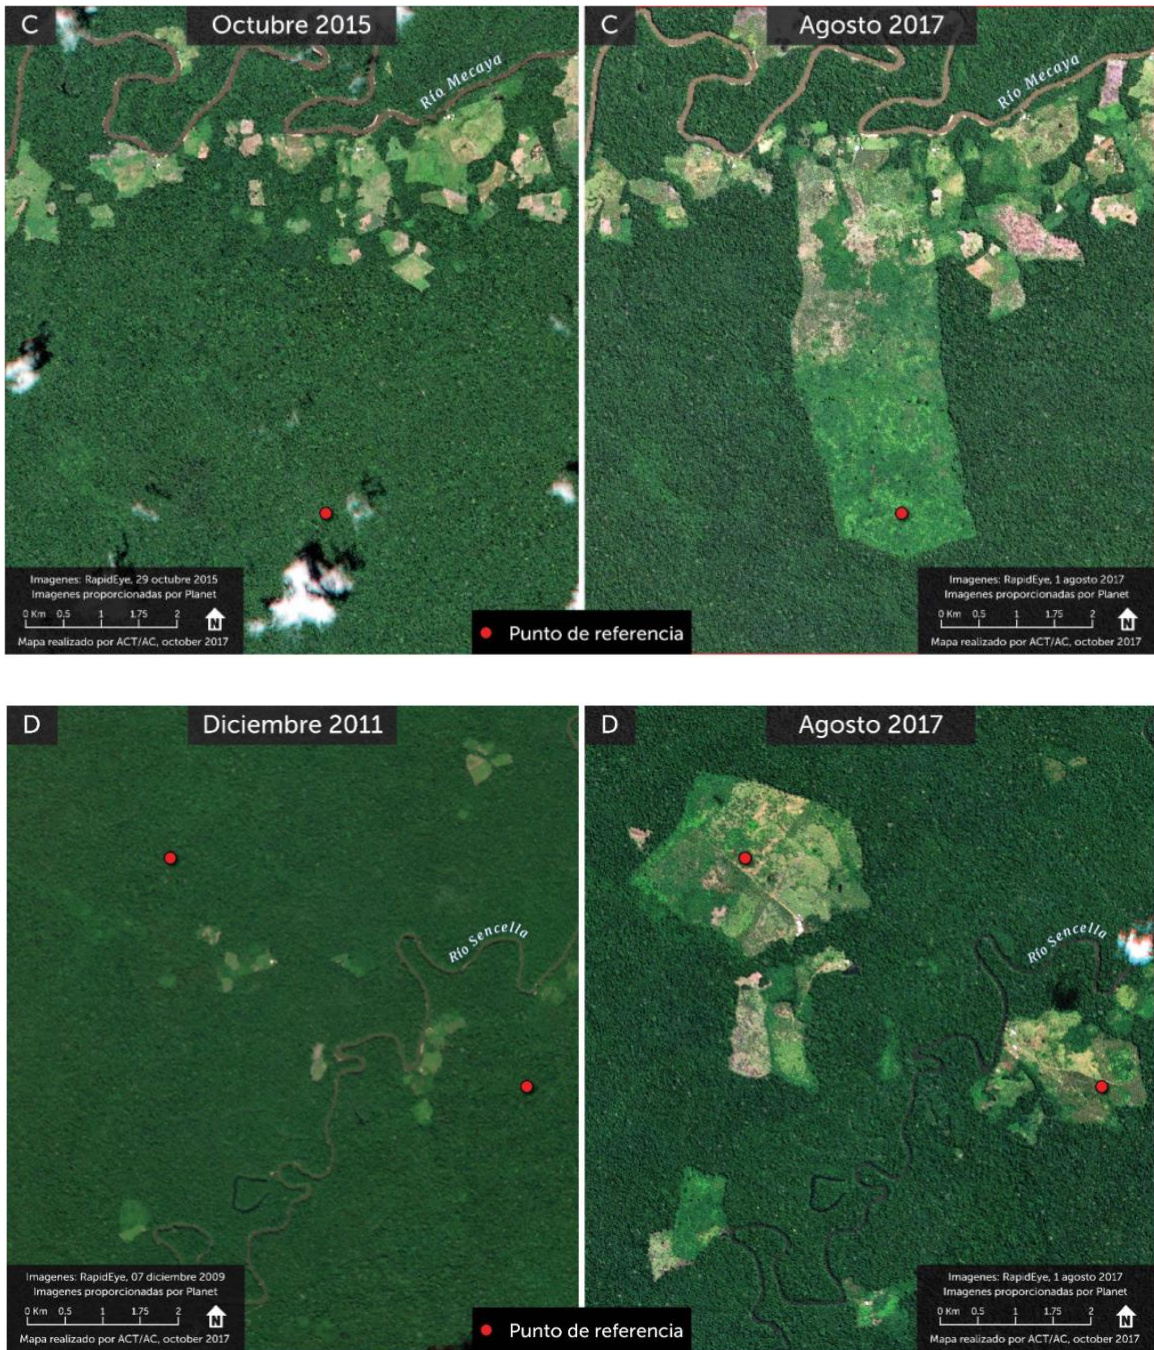 C
Octubre 2015
Río Mecaya
Imagenes: RapidEye, 29 octubre 2015
Imagenes proporcionadas por Planet
0 Km 0.5 1 1.75 2
N
Mapa realizado por ACT/AC, october 2017
C
Agosto 2017
Río Mecaya
Imagenes: RapidEye, 1 agosto 2017
Imagenes proporcionadas por Planet
0 Km 0.5 1 1.75 2
N
Mapa realizado por ACT/AC, october 2017
Punto de referencia
D
Diciembre 2011
Río Sencella
Imagenes: RapidEye, 07 diciembre 2009
Imagenes proporcionadas por Planet
0 Km 0.5 1 1.75 2
N
Mapa realizado por ACT/AC, october 2017
D
Agosto 2017
Río Sencella
Imagenes: RapidEye, 1 agosto 2017
Imagenes proporcionadas por Planet
0 Km 0.5 1 1.75 2
N
Mapa realizado por ACT/AC, october 2017
Punto de referencia